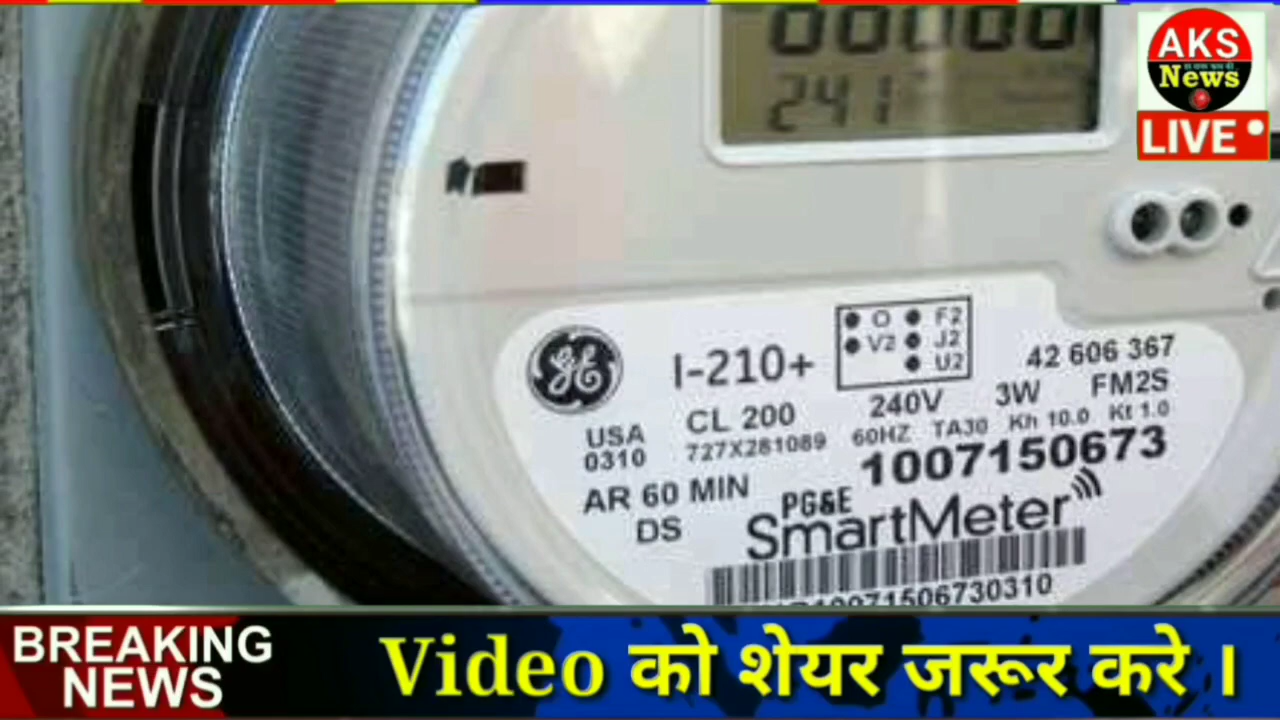 00000
241
AKS
News
LIVE
GE
I-210+
O F2
V2 J2
U2
42 606 367
CL 200
240V 3W FM2S
USA
0310
727X281089
60HZ TA30 Kh 10.0 Kt 1.0
1007150673
AR 60 MIN
DS
PG&E
SmartMeter
10071506730310
BREAKING
NEWS
Video को शेयर जरूर करे ।